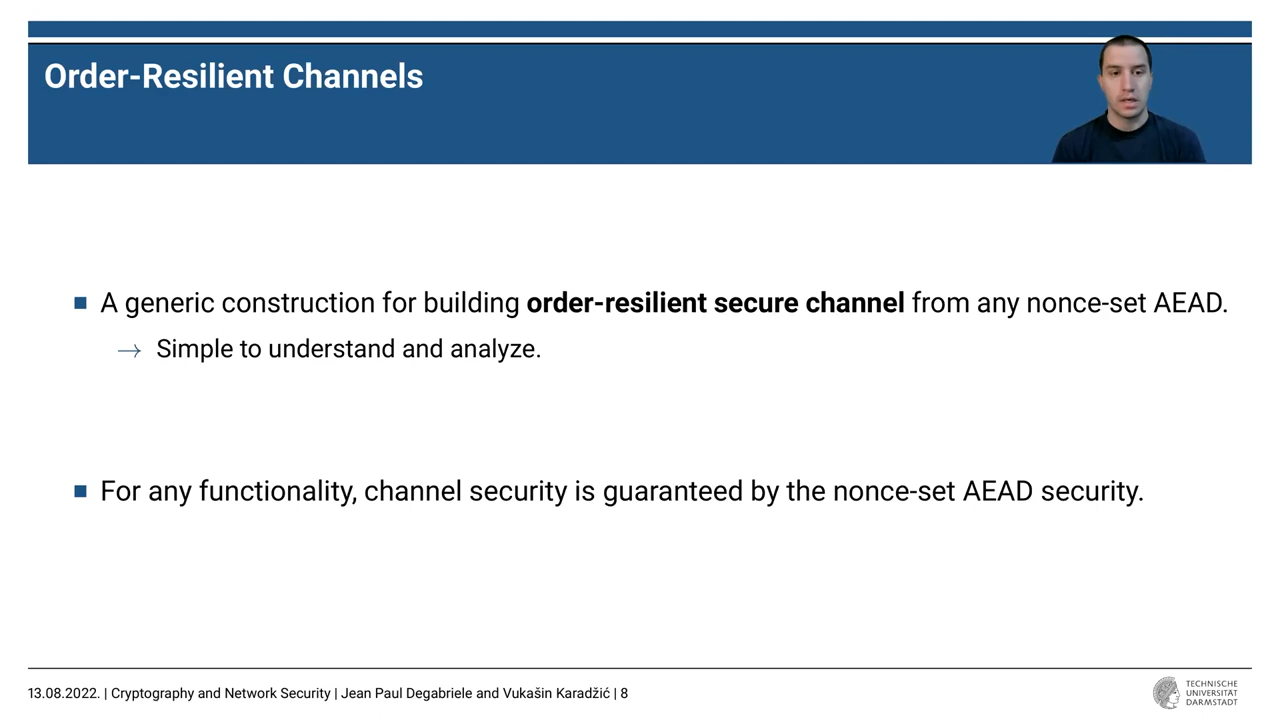 Order-Resilient Channels
A generic construction for building order-resilient secure channel from any nonce-set AEAD.
→ Simple to understand and analyze.
For any functionality, channel security is guaranteed by the nonce-set AEAD security.
13.08.2022. | Cryptography and Network Security | Jean Paul Degabriele and Vukašin Karadžić | 8
TECHNISCHE
UNIVERSITÄT
DARMSTADT